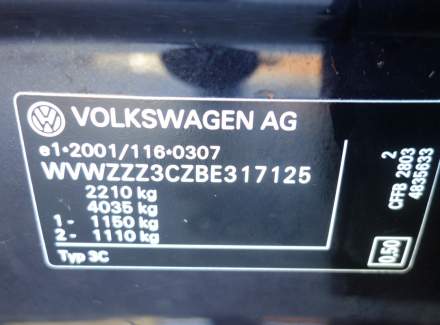 VOLKSWAGEN AG
e1*2001/116*0307
WVWZZZ3CZBE317125
2210 kg
4035 kg
1- 1150 kg
2- 1110 kg
Typ 3C
2
CFFB 2803
4835633
0.50